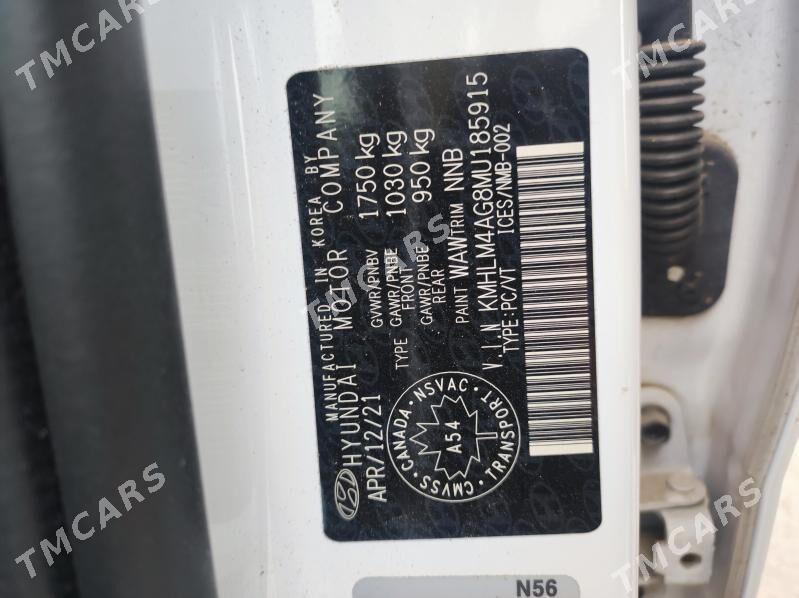 MANUFACTURED IN KOREA BY
HYUNDAI MOTOR COMPANY
APR/12/21
GVWR/PNBV 1750 kg
TYPE GAWR/PNBE FRONT 1030 kg
GAWR/PNBE REAR 950 kg
PAINT WAW TRIM NNB
V.I.N KMHLM4AG8MU185915
TYPE:PC/VT ICES/NMB-002
CANADA · NSVAC · TRANSPORT · CMVSS ·
A54
N56
TMCARS
TMCARS
TMCARS
TMCARS
TMCARS
TMCARS